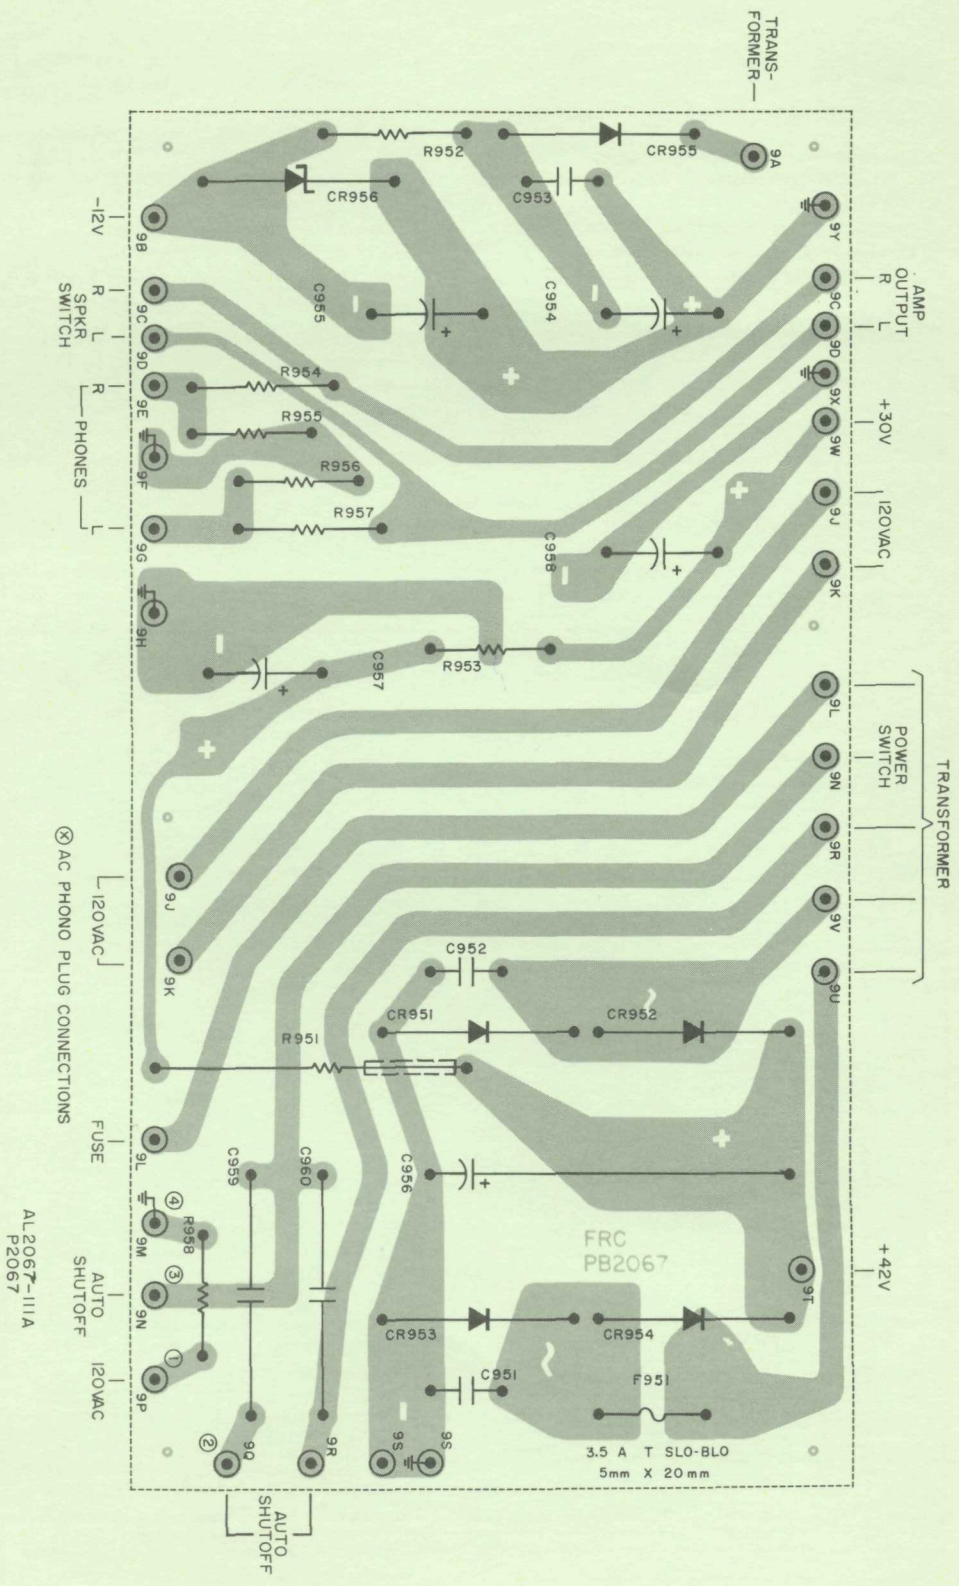 TRANS-
FORMER
R952
CR955
9A
CR956
C953
9Y
-12V
9B
AMP
OUTPUT
R
L
9C
9D
9X
C955
C954
R
L
SPKR
SWITCH
9C
9D
R954
+30V
9W
R
PHONES
L
9E
9F
9G
R955
R956
R957
120VAC
9J
9K
C958
9H
C957
R953
9L
POWER
SWITCH
9N
9R
9V
9U
TRANSFORMER
120VAC
9J
9K
Ⓧ AC PHONO PLUG CONNECTIONS
C952
CR951
CR952
R951
FUSE
9L
C959
C960
C956
④
9M
R958
AUTO
SHUTOFF
③
9N
FRC
PB2067
+42V
9T
CR953
CR954
120VAC
①
9P
C951
F951
②
9Q
9R
9S
9S
3.5 A T SLO-BLO
5mm X 20mm
AUTO
SHUTOFF
AL2067-111A
P2067